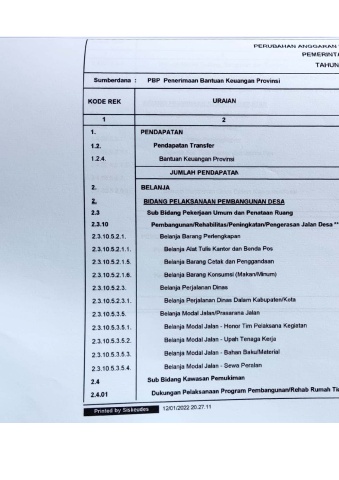 PERUBAHAN ANGGARAN
PEMERINTA
TAHUN
Sumberdana : PBP Penerimaan Bantuan Keuangan Provinsi
KODE REK URAIAN
1 2
1. PENDAPATAN
1.2. Pendapatan Transfer
1.2.4. Bantuan Keuangan Provinsi
JUMLAH PENDAPATAN
2. BELANJA
2. BIDANG PELAKSANAAN PEMBANGUNAN DESA
2.3 Sub Bidang Pekerjaan Umum dan Penataan Ruang
2.3.10 Pembangunan/Rehabilitas/Peningkatan/Pengerasan Jalan Desa **
2.3.10.5.2.1. Belanja Barang Perlengkapan
2.3.10.5.2.1.1. Belanja Alat Tulis Kantor dan Benda Pos
2.3.10.5.2.1.5. Belanja Barang Cetak dan Penggandaan
2.3.10.5.2.1.6. Belanja Barang Konsumsi (Makan/Minum)
2.3.10.5.2.3. Belanja Perjalanan Dinas
2.3.10.5.2.3.1. Belanja Perjalanan Dinas Dalam Kabupaten/Kota
2.3.10.5.3.5. Belanja Modal Jalan/Prasarana Jalan
2.3.10.5.3.5.1. Belanja Modal Jalan - Honor Tim Pelaksana Kegiatan
2.3.10.5.3.5.2. Belanja Modal Jalan - Upah Tenaga Kerja
2.3.10.5.3.5.3. Belanja Modal Jalan - Bahan Baku/Material
2.3.10.5.3.5.4. Belanja Modal Jalan - Sewa Peralan
2.4 Sub Bidang Kawasan Pemukiman
2.4.01 Dukungan Pelaksanaan Program Pembangunan/Rehab Rumah Tid
Printed by Siskeudes 12/01/2022 20.27.11